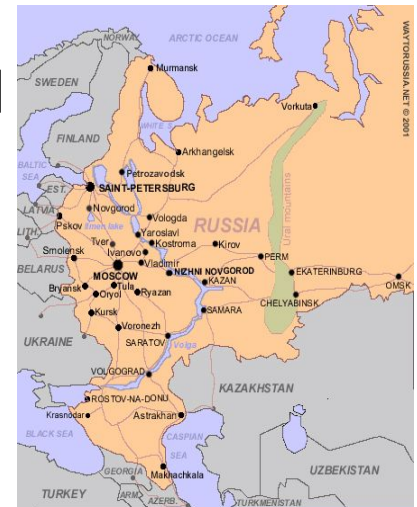 ARCTIC OCEAN
NORWAY
WAYTORUSSIA.NET © 2001
Murmansk
SWEDEN
Vorkuta
WHITE S.
FINLAND
Arkhangelsk
BALTIC
SEA
Petrozavodsk
SAINT-PETERSBURG
EST.
Novgorod
LATVIA
Pskov
Ilmen lake
Vologda
RUSSIA
Ural mountains
LITH.
Tver
Yaroslavl
Kostroma
Kirov
Smolensk
Ivanovo
Vladimir
PERM
BELARUS
MOSCOW
NIZHNI NOVGOROD
EKATERINBURG
KAZAN
OMSK
Bryansk
Tula
Oryol
Ryazan
CHELYABINSK
Kursk
SAMARA
Voronezh
UKRAINE
SARATOV
Volga
VOLGOGRAD
KAZAKHSTAN
ROSTOV-NA-DONU
Krasnodar
Astrakhan
BLACK SEA
CASPIAN
SEA
GEORGIA
Makhachkala
UZBEKISTAN
TURKEY
ARM.
AZERB.
TURKMENISTAN